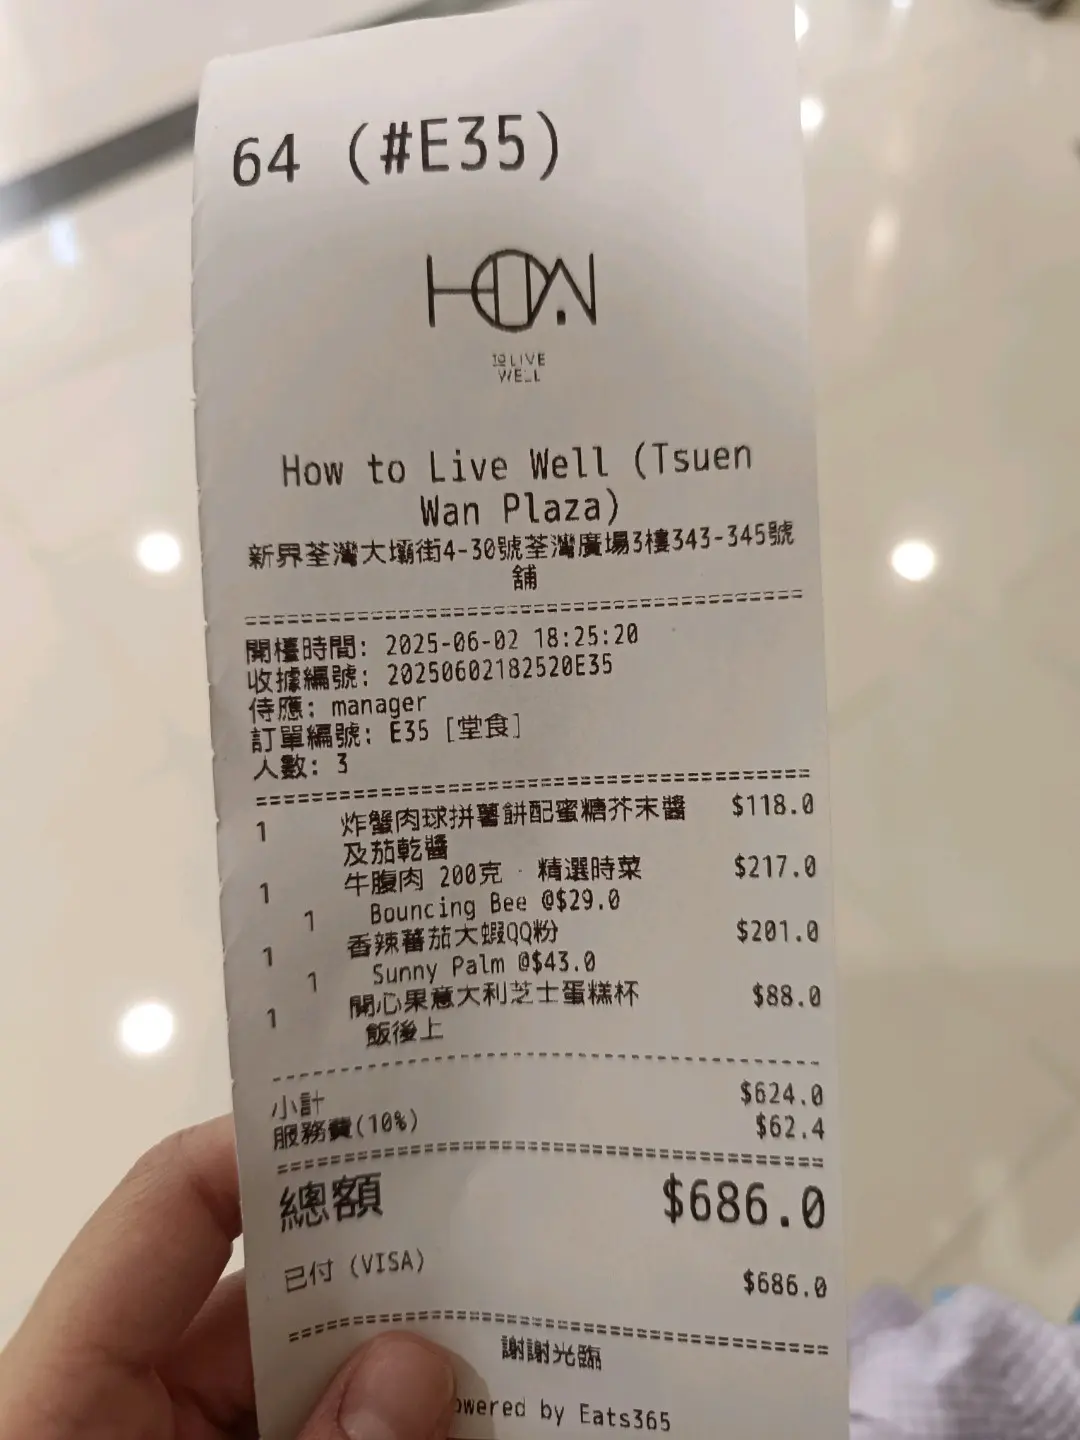 64 (#E35)
HOW
TO LIVE
WELL
How to Live Well (Tsuen
Wan Plaza)
新界荃灣大壩街4-30號荃灣廣場3樓343-345號
舖
開檯時間: 2025-06-02 18:25:20
收據編號: 20250602182520E35
侍應: manager
訂單編號: E35 [堂食]
人數: 3
1 炸蟹肉球拼薯餅配蜜糖芥末醬 $118.0
及茄乾醬
1 牛腹肉 200克 · 精選時菜 $217.0
1 Bouncing Bee @$29.0
1 香辣蕃茄大蝦QQ粉 $201.0
1 Sunny Palm @$43.0
1 開心果意大利芝士蛋糕杯 $88.0
飯後上
小計 $624.0
服務費(10%) $62.4
總額 $686.0
已付 (VISA) $686.0
謝謝光臨
owered by Eats365